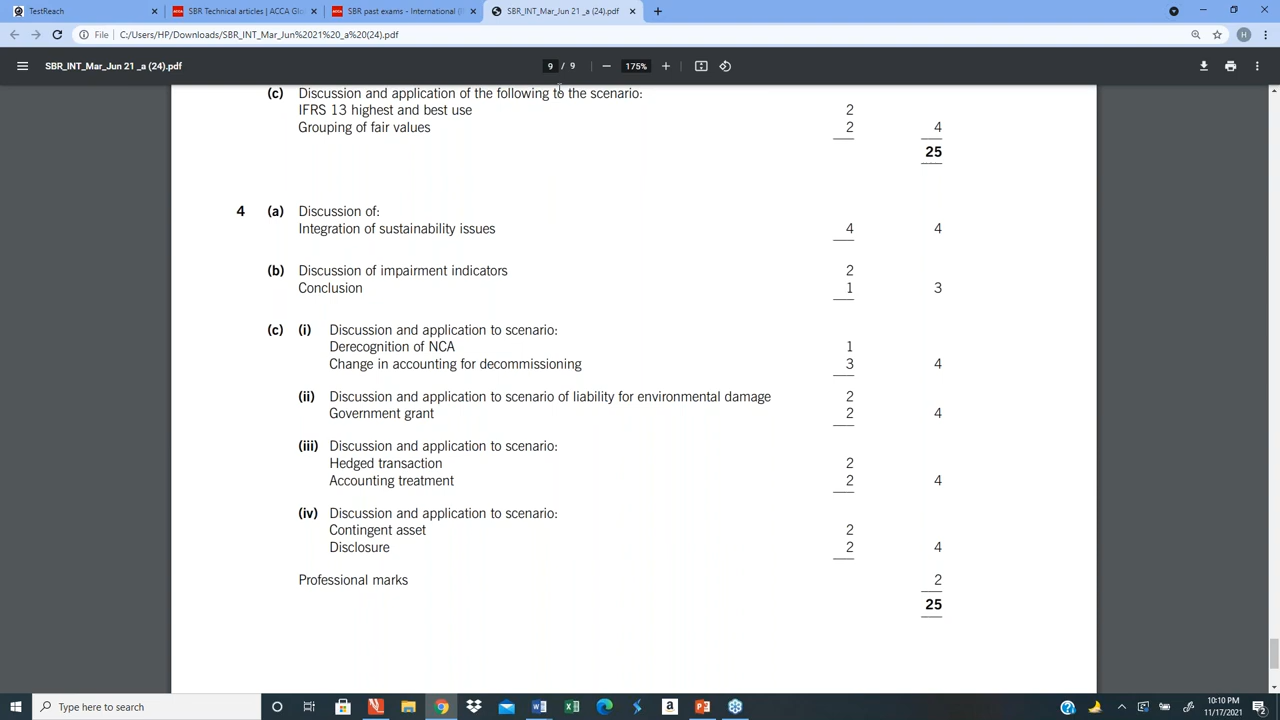 TestReach
SBR Technical articles | ACCA Glo
SBR past exams - International (I
SBR_INT_Mar_Jun 21 _a (24).pdf
File | C:/Users/HP/Downloads/SBR_INT_Mar_Jun%2021%20_a%20(24).pdf
H
SBR_INT_Mar_Jun 21 _a (24).pdf
9 / 9
175%
(c) Discussion and application of the following to the scenario:
IFRS 13 highest and best use 2
Grouping of fair values 2 4
25
4 (a) Discussion of:
Integration of sustainability issues 4 4
(b) Discussion of impairment indicators 2
Conclusion 1 3
(c) (i) Discussion and application to scenario:
Derecognition of NCA 1
Change in accounting for decommissioning 3 4
(ii) Discussion and application to scenario of liability for environmental damage 2
Government grant 2 4
(iii) Discussion and application to scenario:
Hedged transaction 2
Accounting treatment 2 4
(iv) Discussion and application to scenario:
Contingent asset 2
Disclosure 2 4
Professional marks 2
25
Type here to search
10:10 PM
11/17/2021